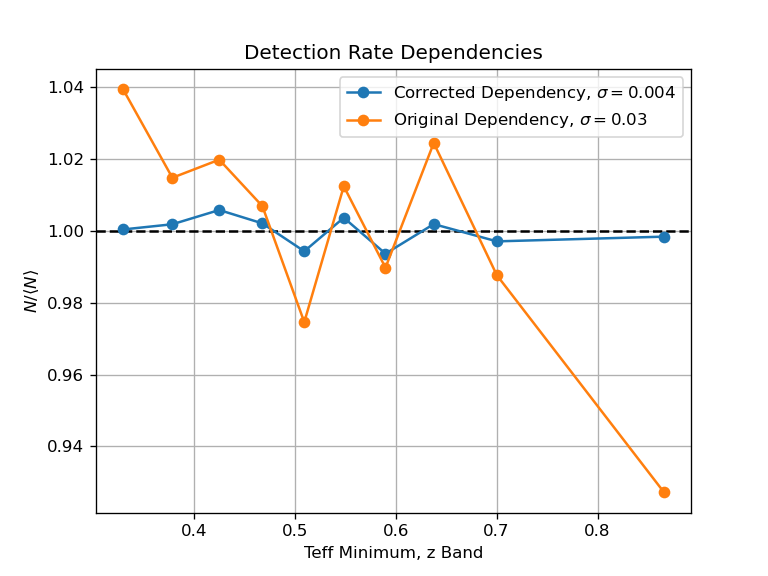 Detection Rate Dependencies
Corrected Dependency, σ = 0.004
Original Dependency, σ = 0.03
1.04
1.02
1.00
0.98
0.96
0.94
N/⟨N⟩
0.4 0.5 0.6 0.7 0.8
Teff Minimum, z Band